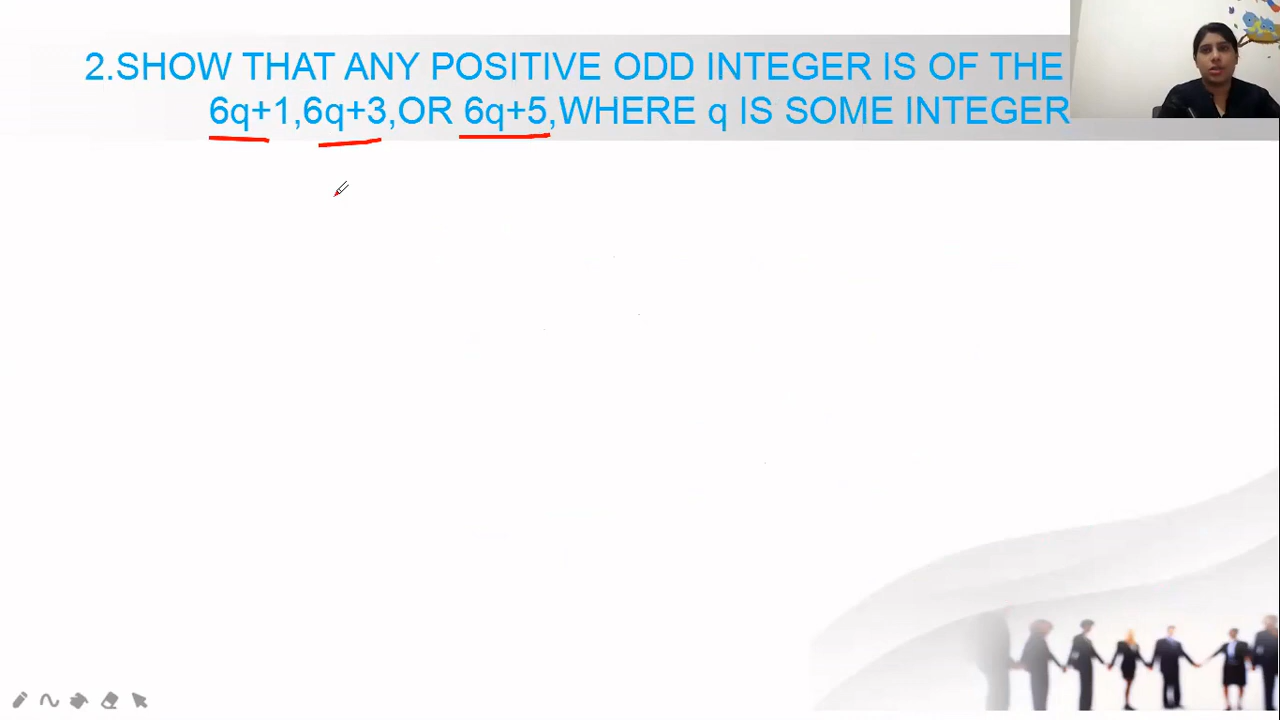 2.SHOW THAT ANY POSITIVE ODD INTEGER IS OF THE
6q+1,6q+3,OR 6q+5,WHERE q IS SOME INTEGER